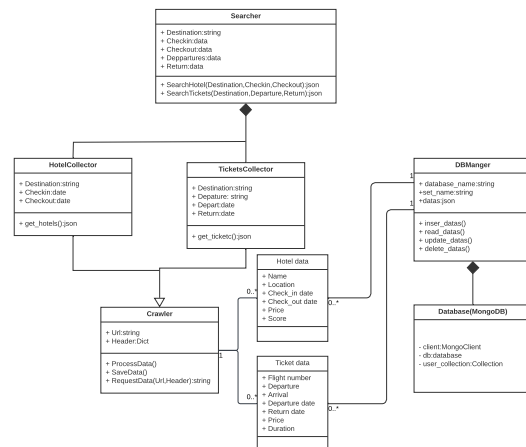 Searcher
+ Destination:string
+ Checkin:data
+ Checkout:data
+ Deppartures:data
+ Return:data
+ SearchHotel(Destination,Checkin,Checkout):json
+ SearchTickets(Destination,Departure,Return):json
HotelCollector
+ Destination:string
+ Checkin:date
+ Checkout:date
+ get_hotels():json
TicketsCollector
+ Destination:string
+ Depature: string
+ Depart:date
+ Return:date
+ get_ticketc():json
DBManger
+ database_name:string
+set_name:string
+datas:json
+ inser_datas()
+ read_datas()
+ update_datas()
+ delete_datas()
1
1
Hotel data
+ Name
+ Location
+ Check_in date
+ Check_out date
+ Price
+ Score
0..*
0..*
Crawler
+ Url:string
+ Header:Dict
+ ProcessData()
+ SaveData()
+ RequestData(Url,Header):string
1
Ticket data
+ Flight number
+ Departure
+ Arrival
+ Departure date
+ Return date
+ Price
+ Duration
0..*
0..*
Database(MongoDB)
- client:MongoClient
- db:database
- user_collection:Collection